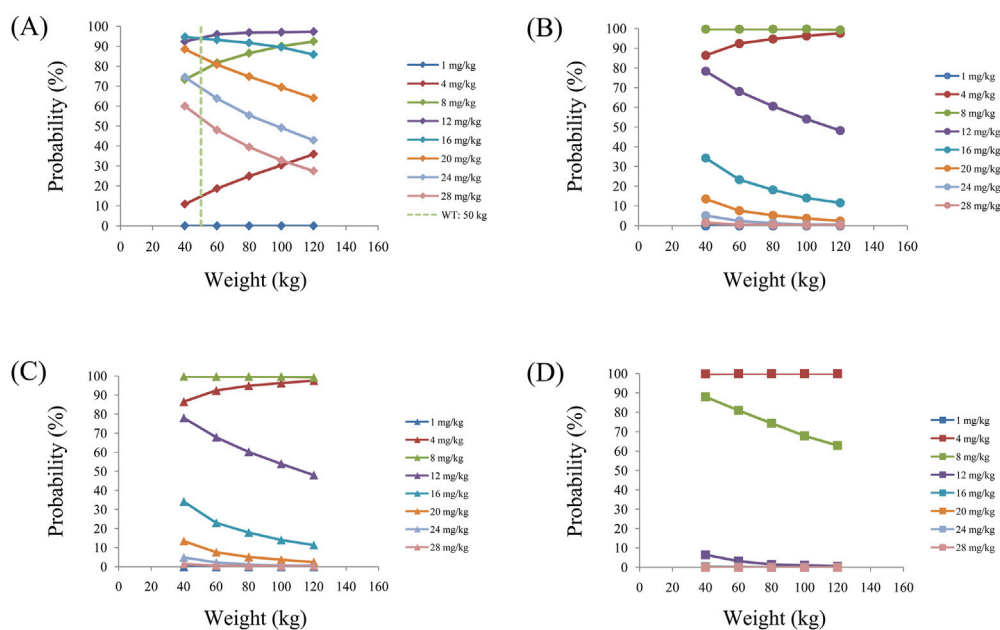 (A)
Probability (%)
100
90
80
70
60
50
40
30
20
10
0
0 20 40 60 80 100 120 140 160
Weight (kg)
1 mg/kg
4 mg/kg
8 mg/kg
12 mg/kg
16 mg/kg
20 mg/kg
24 mg/kg
28 mg/kg
WT: 50 kg
(B)
Probability (%)
100
90
80
70
60
50
40
30
20
10
0
0 20 40 60 80 100 120 140 160
Weight (kg)
1 mg/kg
4 mg/kg
8 mg/kg
12 mg/kg
16 mg/kg
20 mg/kg
24 mg/kg
28 mg/kg
(C)
Probability (%)
100
90
80
70
60
50
40
30
20
10
0
0 20 40 60 80 100 120 140 160
Weight (kg)
1 mg/kg
4 mg/kg
8 mg/kg
12 mg/kg
16 mg/kg
20 mg/kg
24 mg/kg
28 mg/kg
(D)
Probability (%)
100
90
80
70
60
50
40
30
20
10
0
0 20 40 60 80 100 120 140 160
Weight (kg)
1 mg/kg
4 mg/kg
8 mg/kg
12 mg/kg
16 mg/kg
20 mg/kg
24 mg/kg
28 mg/kg